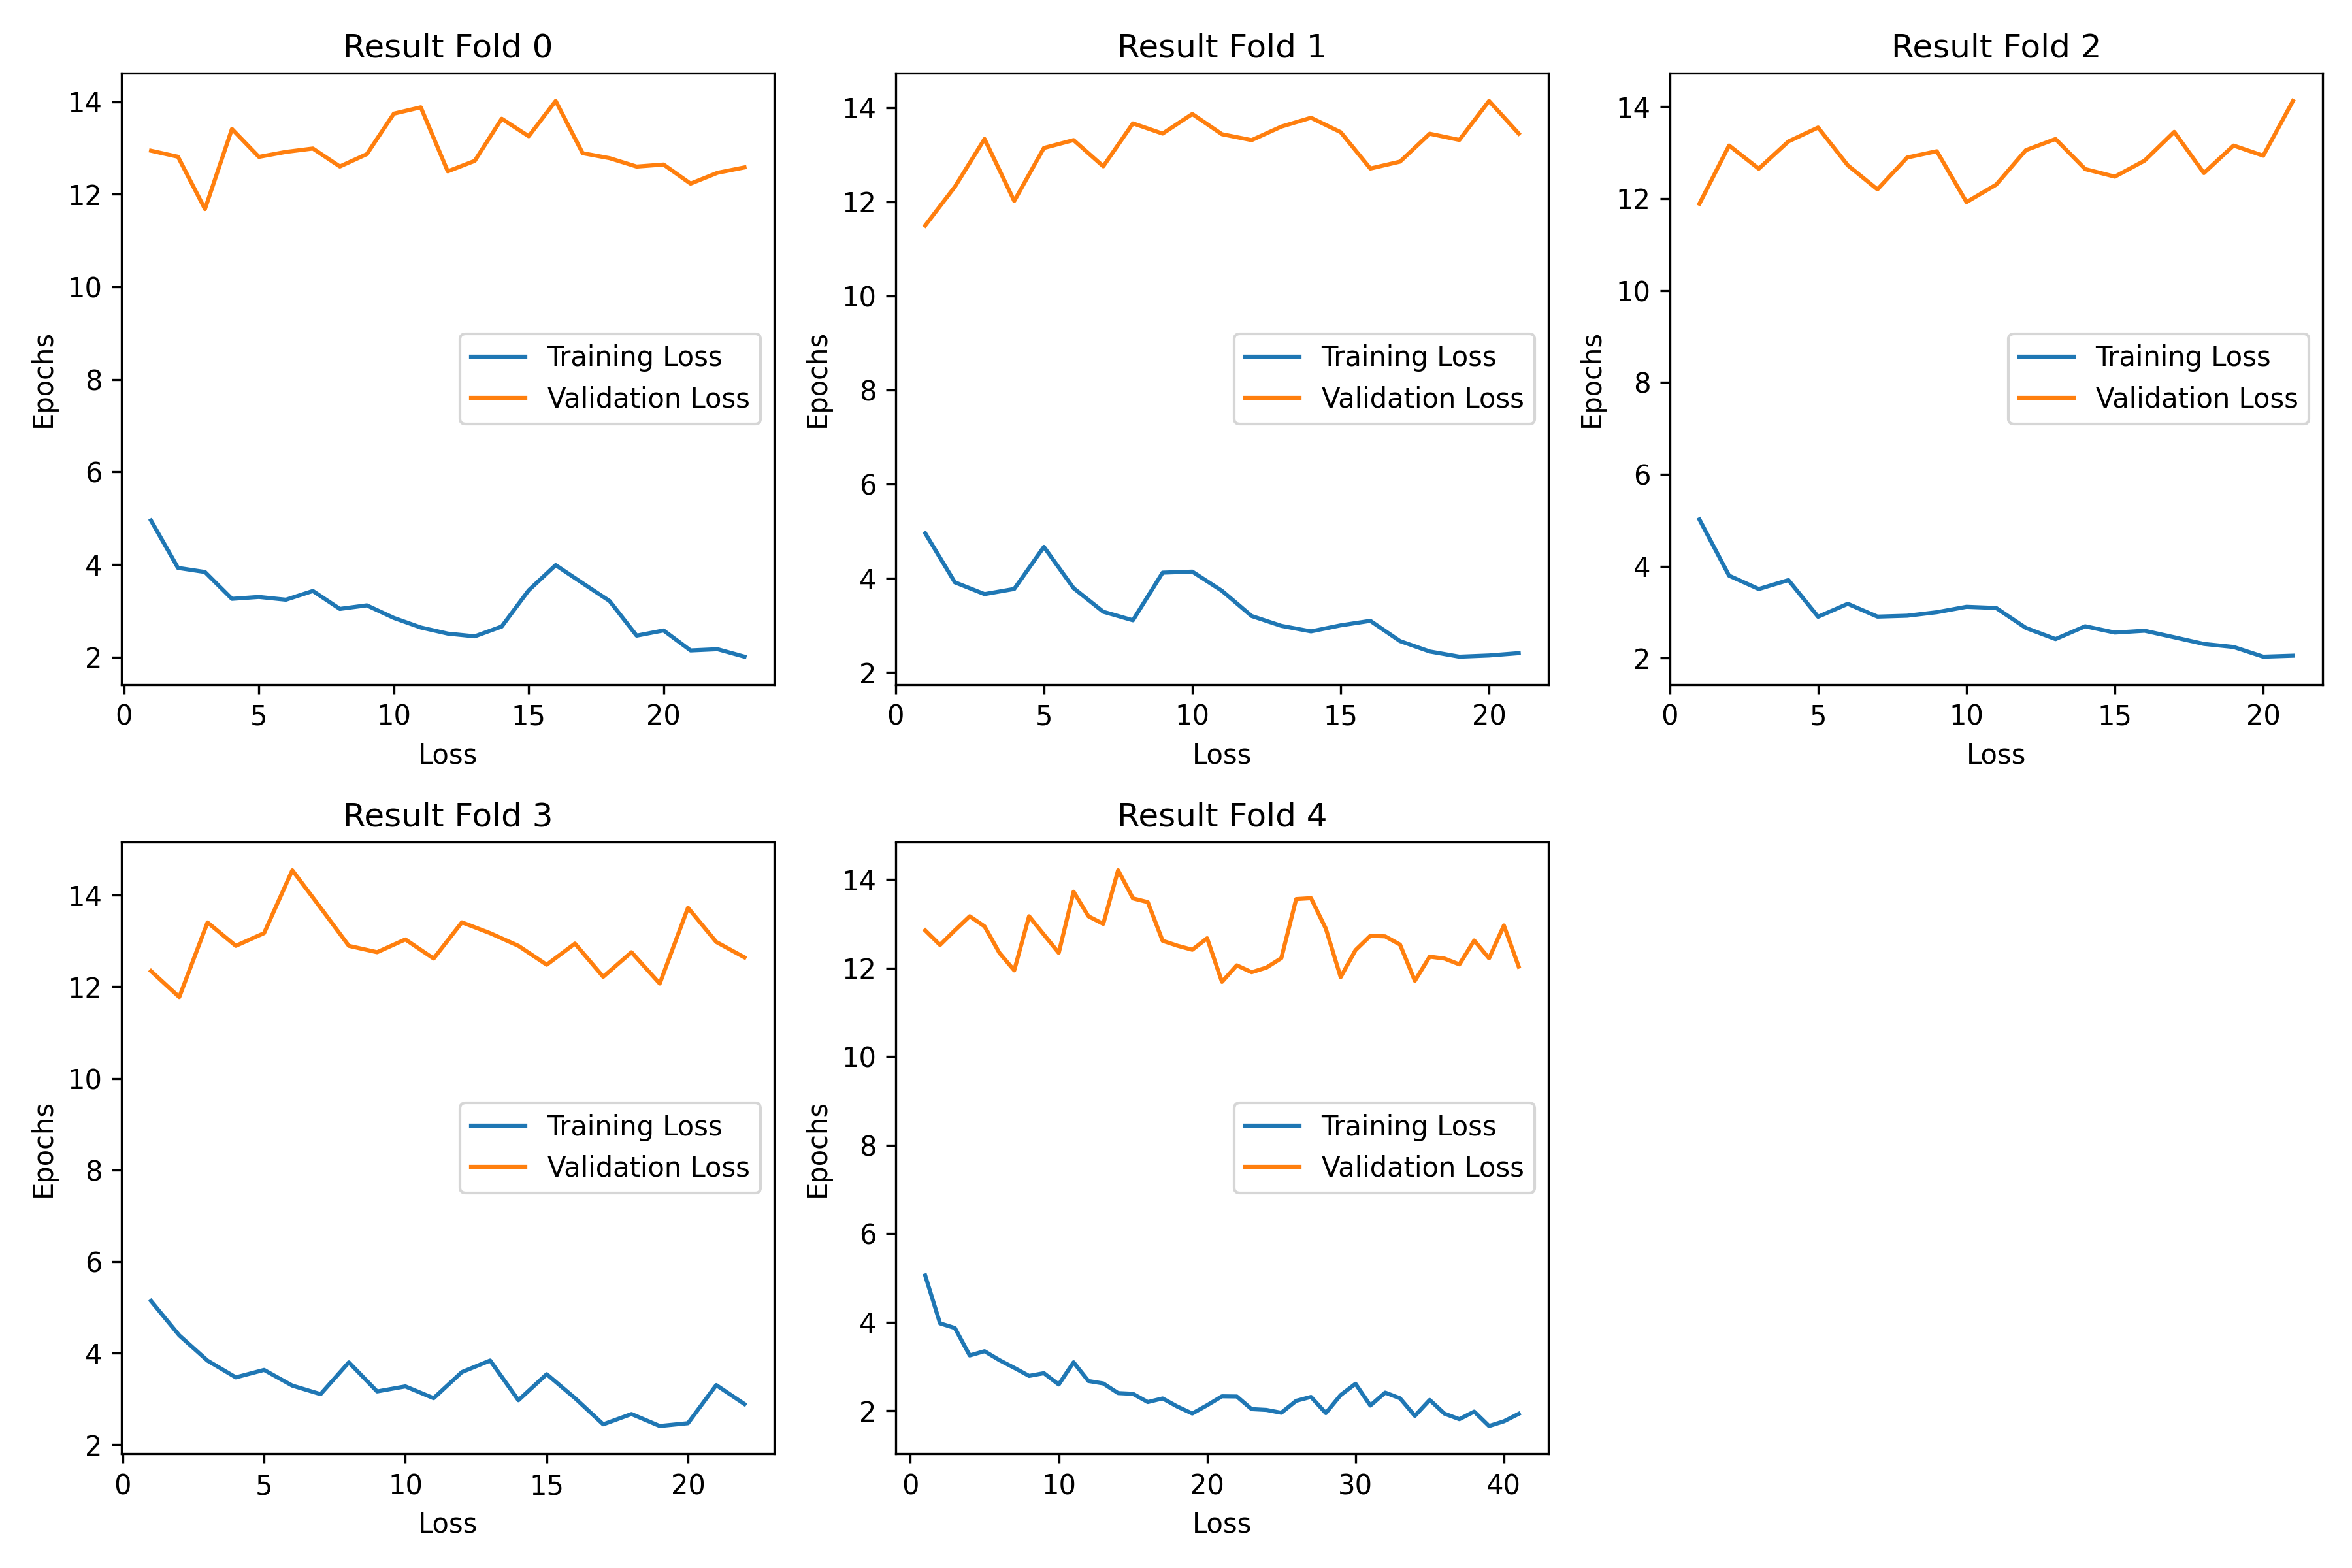 Result Fold 0
14
12
10
8
6
4
2
Epochs
Training Loss
Validation Loss
0 5 10 15 20
Loss
Result Fold 1
14
12
10
8
6
4
2
Epochs
Training Loss
Validation Loss
0 5 10 15 20
Loss
Result Fold 2
14
12
10
8
6
4
2
Epochs
Training Loss
Validation Loss
0 5 10 15 20
Loss
Result Fold 3
14
12
10
8
6
4
2
Epochs
Training Loss
Validation Loss
0 5 10 15 20
Loss
Result Fold 4
14
12
10
8
6
4
2
Epochs
Training Loss
Validation Loss
0 10 20 30 40
Loss